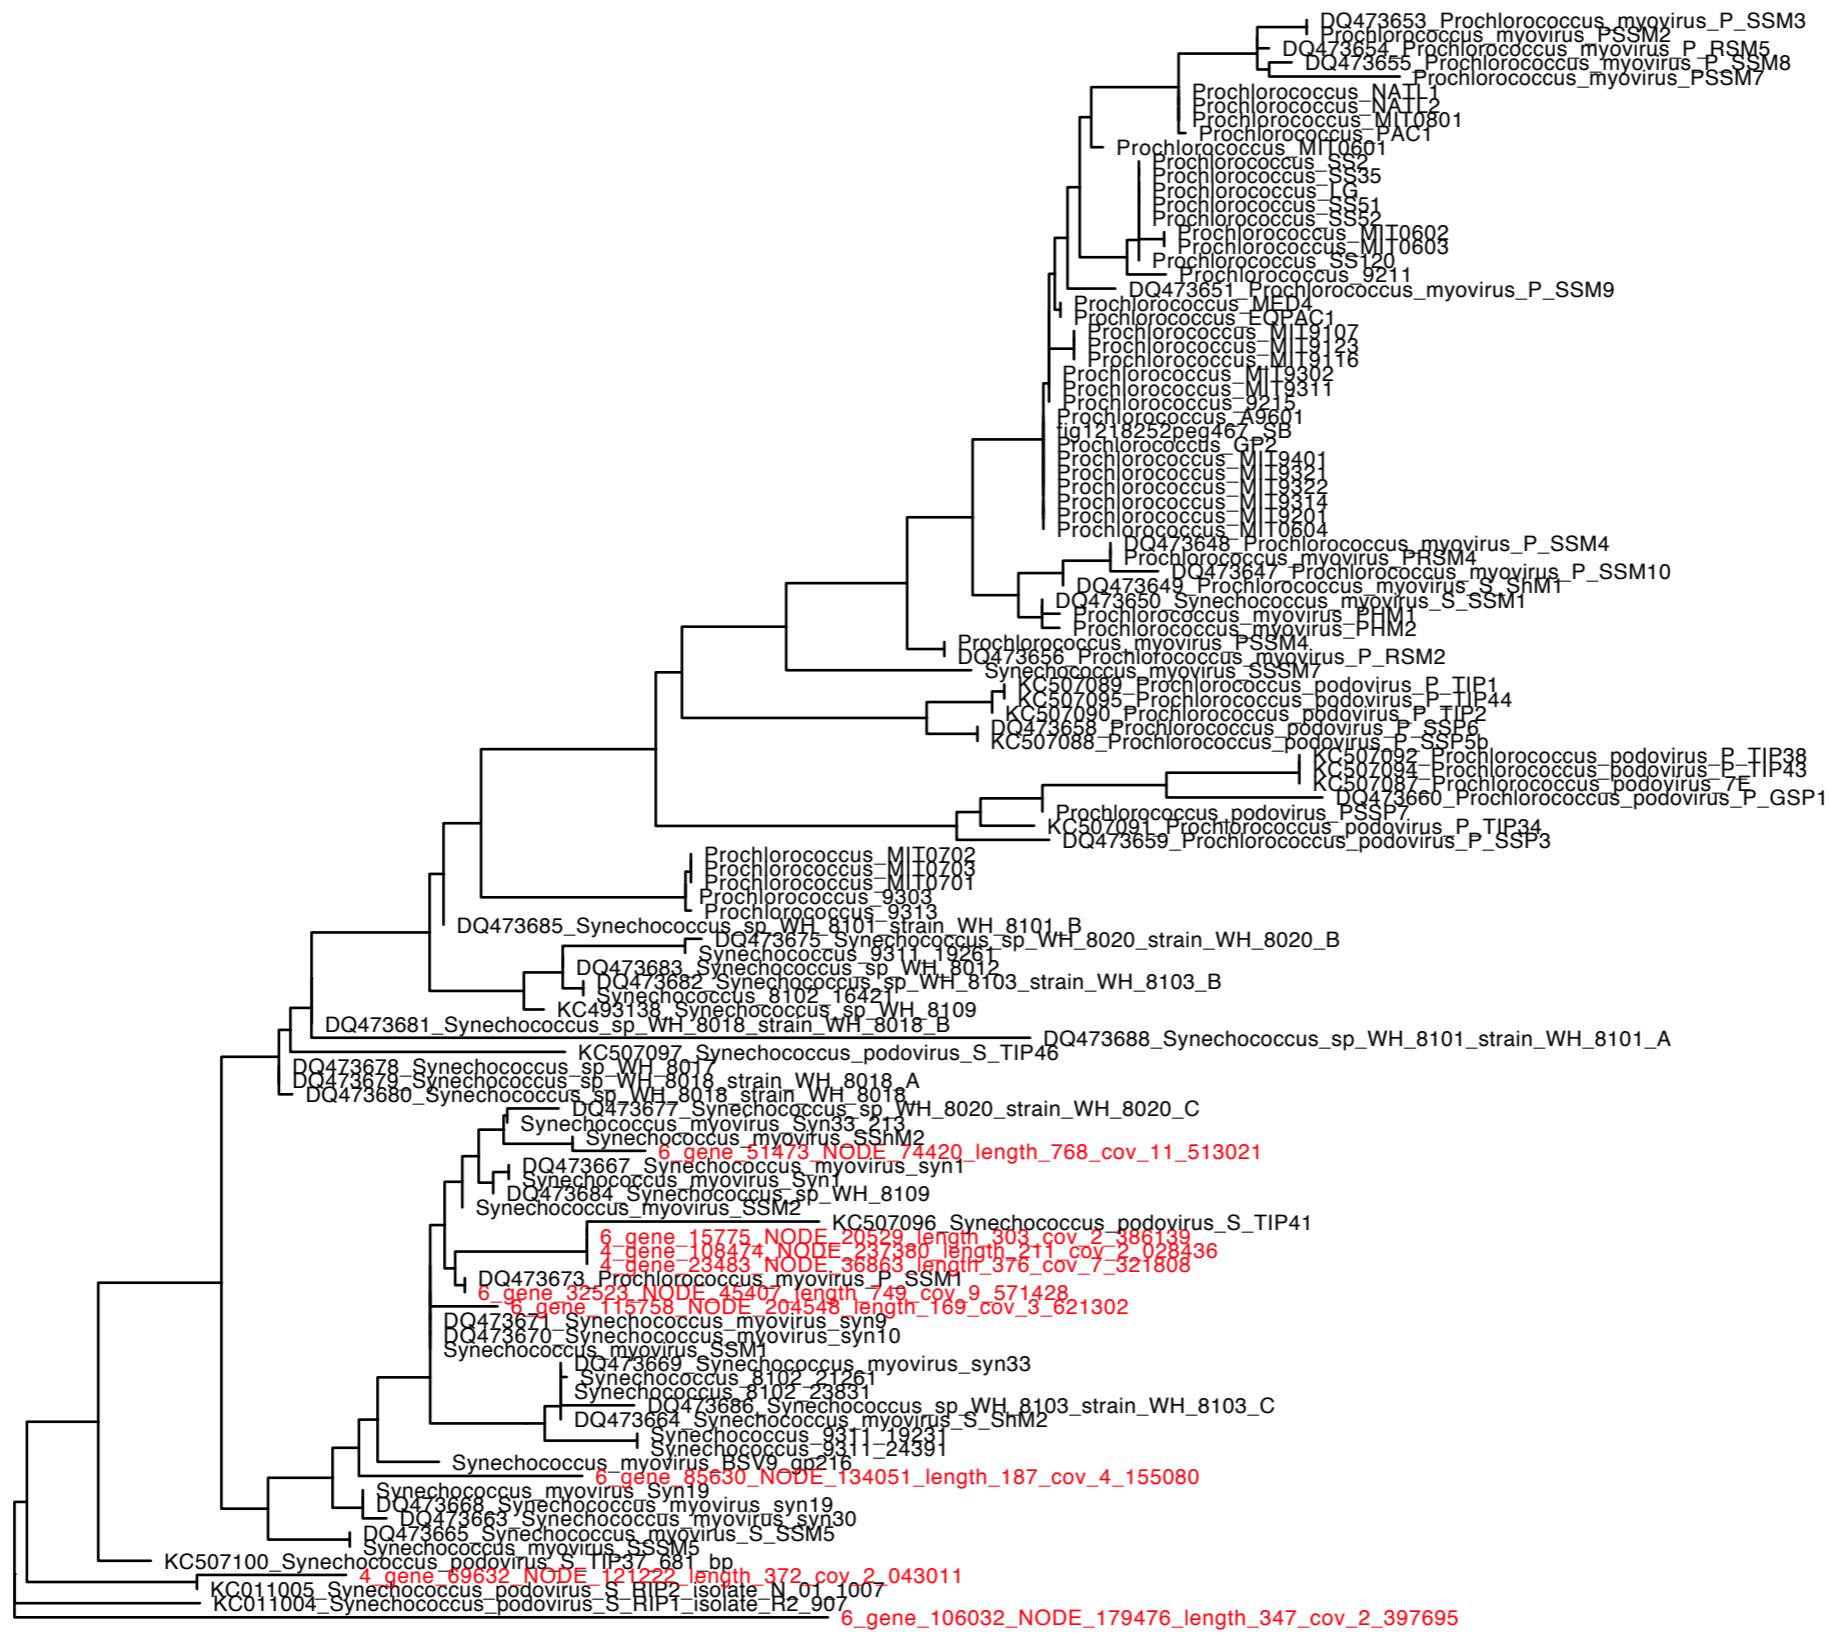 DQ473653_Prochlorococcus_myovirus_P_SSM3
Prochlorococcus_myovirus_PSSM2
DQ473654_Prochlorococcus_myovirus_P_RSM5
DQ473655_Prochlorococcus_myovirus_P_SSM8
Prochlorococcus_myovirus_PSSM7
Prochlorococcus_NATL1
Prochlorococcus_NATL2
Prochlorococcus_MIT0801
Prochlorococcus_PAC1
Prochlorococcus_MIT0601
Prochlorococcus_SS2
Prochlorococcus_SS35
Prochlorococcus_LG
Prochlorococcus_SS51
Prochlorococcus_SS52
Prochlorococcus_MIT0602
Prochlorococcus_MIT0603
Prochlorococcus_SS120
Prochlorococcus_9211
DQ473651_Prochlorococcus_myovirus_P_SSM9
Prochlorococcus_MED4
Prochlorococcus_EQPAC1
Prochlorococcus_MIT9107
Prochlorococcus_MIT9123
Prochlorococcus_MIT9116
Prochlorococcus_MIT9302
Prochlorococcus_MIT9311
Prochlorococcus_9215
Prochlorococcus_A9601
fig1218252peg467_SB
Prochlorococcus_GP2
Prochlorococcus_MIT9401
Prochlorococcus_MIT9321
Prochlorococcus_MIT9322
Prochlorococcus_MIT9314
Prochlorococcus_MIT9201
Prochlorococcus_MIT0604
DQ473648_Prochlorococcus_myovirus_P_SSM4
Prochlorococcus_myovirus_PRSM4
DQ473647_Prochlorococcus_myovirus_P_SSM10
DQ473649_Prochlorococcus_myovirus_S_ShM1
DQ473650_Synechococcus_myovirus_S_SSM1
Prochlorococcus_myovirus_PHM1
Prochlorococcus_myovirus_PHM2
Prochlorococcus_myovirus_PSSM4
DQ473656_Prochlorococcus_myovirus_P_RSM2
Synechococcus_myovirus_SSSM7
KC507089_Prochlorococcus_podovirus_P_TIP1
KC507095_Prochlorococcus_podovirus_P_TIP44
KC507090_Prochlorococcus_podovirus_P_TIP2
DQ473658_Prochlorococcus_podovirus_P_SSP6
KC507088_Prochlorococcus_podovirus_P_SSP5b
KC507092_Prochlorococcus_podovirus_P_TIP38
KC507094_Prochlorococcus_podovirus_P_TIP43
KC507087_Prochlorococcus_podovirus_7E
DQ473660_Prochlorococcus_podovirus_P_GSP1
Prochlorococcus_podovirus_PSSP7
KC507091_Prochlorococcus_podovirus_P_TIP34
DQ473659_Prochlorococcus_podovirus_P_SSP3
Prochlorococcus_MIT0702
Prochlorococcus_MIT0703
Prochlorococcus_MIT0701
Prochlorococcus_9303
Prochlorococcus_9313
DQ473685_Synechococcus_sp_WH_8101_strain_WH_8101_B
DQ473675_Synechococcus_sp_WH_8020_strain_WH_8020_B
Synechococcus_9311_19261
DQ473683_Synechococcus_sp_WH_8012
DQ473682_Synechococcus_sp_WH_8103_strain_WH_8103_B
Synechococcus_8102_16421
KC493138_Synechococcus_sp_WH_8109
DQ473681_Synechococcus_sp_WH_8018_strain_WH_8018_B
DQ473688_Synechococcus_sp_WH_8101_strain_WH_8101_A
KC507097_Synechococcus_podovirus_S_TIP46
DQ473678_Synechococcus_sp_WH_8017
DQ473679_Synechococcus_sp_WH_8018_strain_WH_8018_A
DQ473680_Synechococcus_sp_WH_8018_strain_WH_8018_
DQ473677_Synechococcus_sp_WH_8020_strain_WH_8020_C
Synechococcus_myovirus_Syn33_213
Synechococcus_myovirus_SShM2
6_gene_51473_NODE_74420_length_768_cov_11_513021
DQ473667_Synechococcus_myovirus_syn1
Synechococcus_myovirus_Syn1
DQ473684_Synechococcus_sp_WH_8109
Synechococcus_myovirus_SSM2
KC507096_Synechococcus_podovirus_S_TIP41
6_gene_15775_NODE_20529_length_303_cov_2_386139
4_gene_108474_NODE_237380_length_211_cov_2_028436
4_gene_23483_NODE_36863_length_376_cov_7_321808
DQ473673_Prochlorococcus_myovirus_P_SSM1
6_gene_32523_NODE_45407_length_749_cov_9_571428
6_gene_115758_NODE_204548_length_169_cov_3_621302
DQ473671_Synechococcus_myovirus_syn9
DQ473670_Synechococcus_myovirus_syn10
Synechococcus_myovirus_SSM1
DQ473669_Synechococcus_myovirus_syn33
Synechococcus_8102_21261
Synechococcus_8102_23831
DQ473686_Synechococcus_sp_WH_8103_strain_WH_8103_C
DQ473664_Synechococcus_myovirus_S_ShM2
Synechococcus_9311_19231
Synechococcus_9311_24391
Synechococcus_myovirus_BSV9_gp216
6_gene_85630_NODE_134051_length_187_cov_4_155080
Synechococcus_myovirus_Syn19
DQ473668_Synechococcus_myovirus_syn19
DQ473663_Synechococcus_myovirus_syn30
DQ473665_Synechococcus_myovirus_S_SSM5
Synechococcus_myovirus_SSSM5
KC507100_Synechococcus_podovirus_S_TIP37_681_bp
4_gene_69632_NODE_121222_length_372_cov_2_043011
KC011005_Synechococcus_podovirus_S_RIP2_isolate_N_01_1007
KC011004_Synechococcus_podovirus_S_RIP1_isolate_R2_907
6_gene_106032_NODE_179476_length_347_cov_2_397695